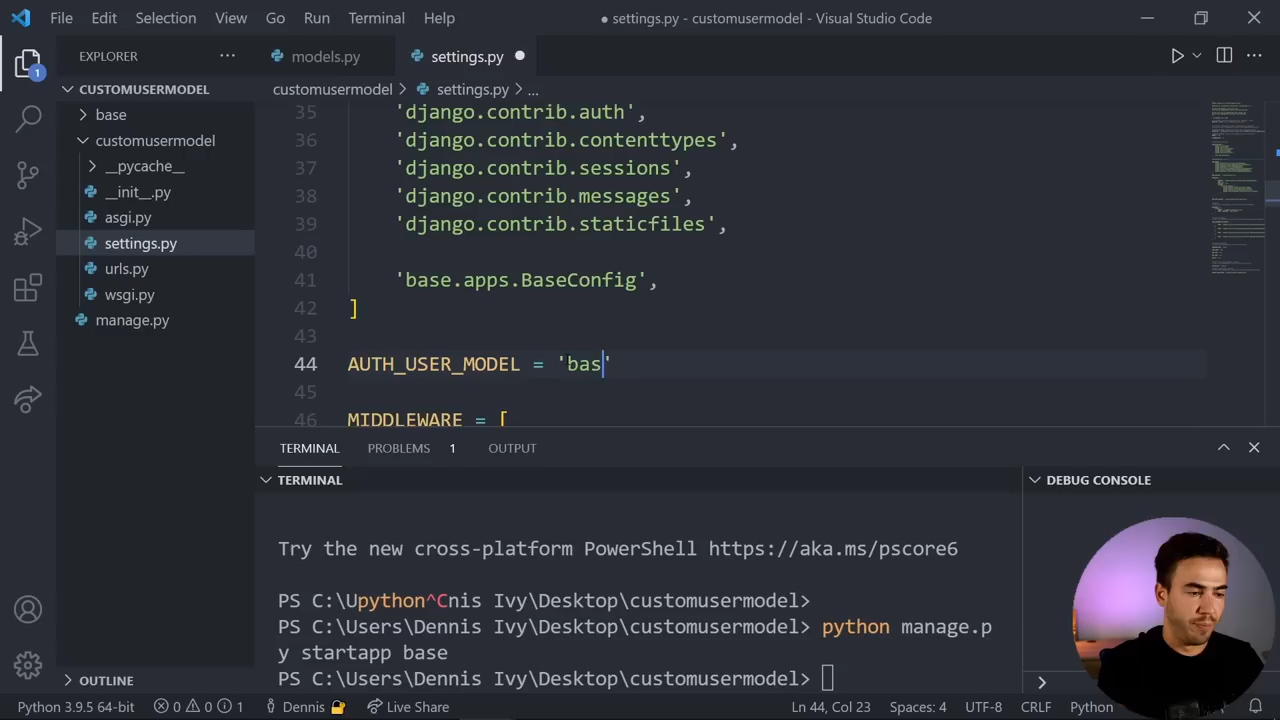 File Edit Selection View Go Run Terminal Help ● settings.py - customusermodel - Visual Studio Code
EXPLORER ··· models.py settings.py ●
CUSTOMUSERMODEL
customusermodel > settings.py > ...
base
customusermodel
__pycache__
__init__.py
asgi.py
settings.py
urls.py
wsgi.py
manage.py
35 'django.contrib.auth',
36 'django.contrib.contenttypes',
37 'django.contrib.sessions',
38 'django.contrib.messages',
39 'django.contrib.staticfiles',
40
41 'base.apps.BaseConfig',
42 ]
43
44 AUTH_USER_MODEL = 'bas'
45
46 MIDDLEWARE = [
TERMINAL PROBLEMS 1 OUTPUT
TERMINAL
DEBUG CONSOLE
Try the new cross-platform PowerShell https://aka.ms/pscore6
PS C:\Upython^Cnis Ivy\Desktop\customusermodel>
PS C:\Users\Dennis Ivy\Desktop\customusermodel> python manage.p
y startapp base
PS C:\Users\Dennis Ivy\Desktop\customusermodel>
1
OUTLINE
Python 3.9.5 64-bit 0 0 1 Dennis Live Share Ln 44, Col 23 Spaces: 4 UTF-8 CRLF Python